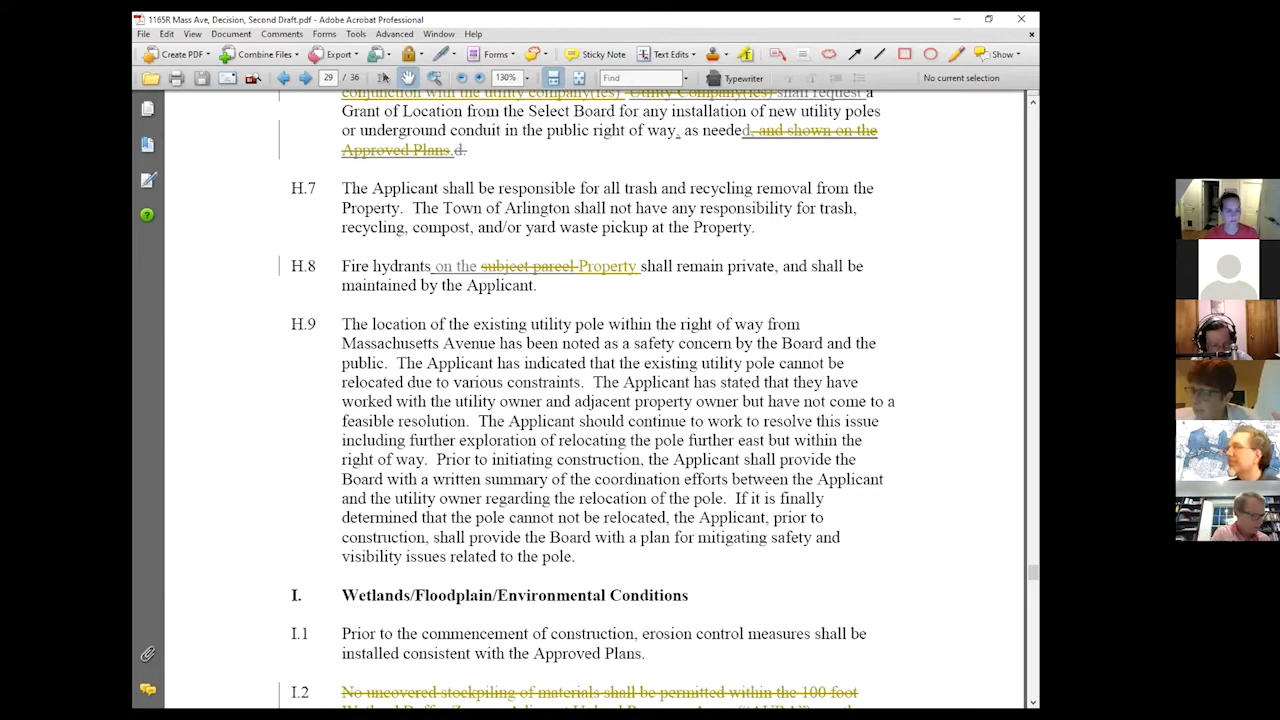 1165R Mass Ave, Decision, Second Draft.pdf - Adobe Acrobat Professional
File Edit View Document Comments Forms Tools Advanced Window Help
Create PDF Combine Files Export Forms Sticky Note Text Edits Show
29 / 36 130% Find Typewriter No current selection
conjunction with the utility company(ies) Utility Company(ies) shall request a
Grant of Location from the Select Board for any installation of new utility poles
or underground conduit in the public right of way, as needed, and shown on the
Approved Plans.d.
H.7 The Applicant shall be responsible for all trash and recycling removal from the
Property. The Town of Arlington shall not have any responsibility for trash,
recycling, compost, and/or yard waste pickup at the Property.
H.8 Fire hydrants on the subject parcel Property shall remain private, and shall be
maintained by the Applicant.
H.9 The location of the existing utility pole within the right of way from
Massachusetts Avenue has been noted as a safety concern by the Board and the
public. The Applicant has indicated that the existing utility pole cannot be
relocated due to various constraints. The Applicant has stated that they have
worked with the utility owner and adjacent property owner but have not come to a
feasible resolution. The Applicant should continue to work to resolve this issue
including further exploration of relocating the pole further east but within the
right of way. Prior to initiating construction, the Applicant shall provide the
Board with a written summary of the coordination efforts between the Applicant
and the utility owner regarding the relocation of the pole. If it is finally
determined that the pole cannot not be relocated, the Applicant, prior to
construction, shall provide the Board with a plan for mitigating safety and
visibility issues related to the pole.
I. Wetlands/Floodplain/Environmental Conditions
I.1 Prior to the commencement of construction, erosion control measures shall be
installed consistent with the Approved Plans.
I.2 No uncovered stockpiling of materials shall be permitted within the 100 foot